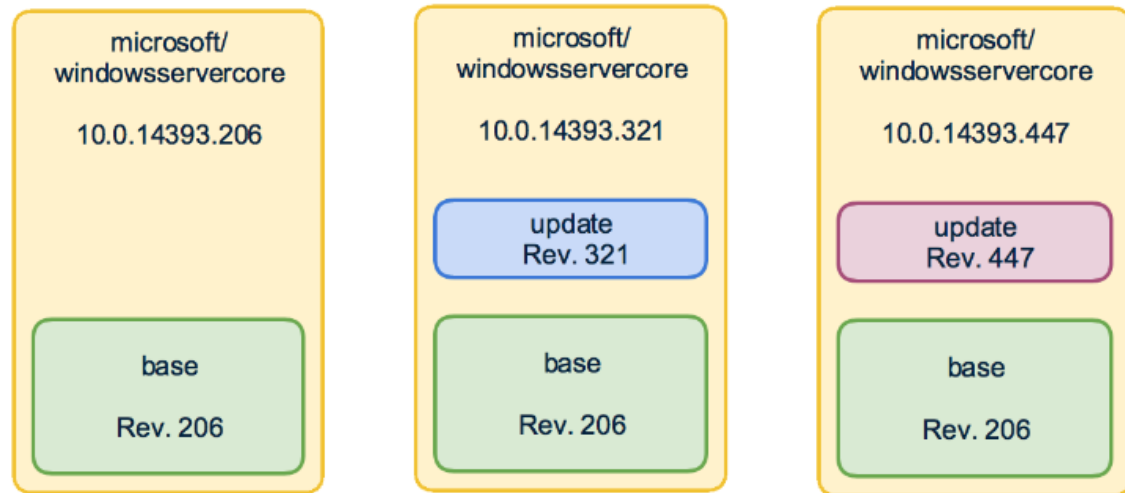 microsoft/
windowsservercore
10.0.14393.206
base
Rev. 206
microsoft/
windowsservercore
10.0.14393.321
update
Rev. 321
base
Rev. 206
microsoft/
windowsservercore
10.0.14393.447
update
Rev. 447
base
Rev. 206